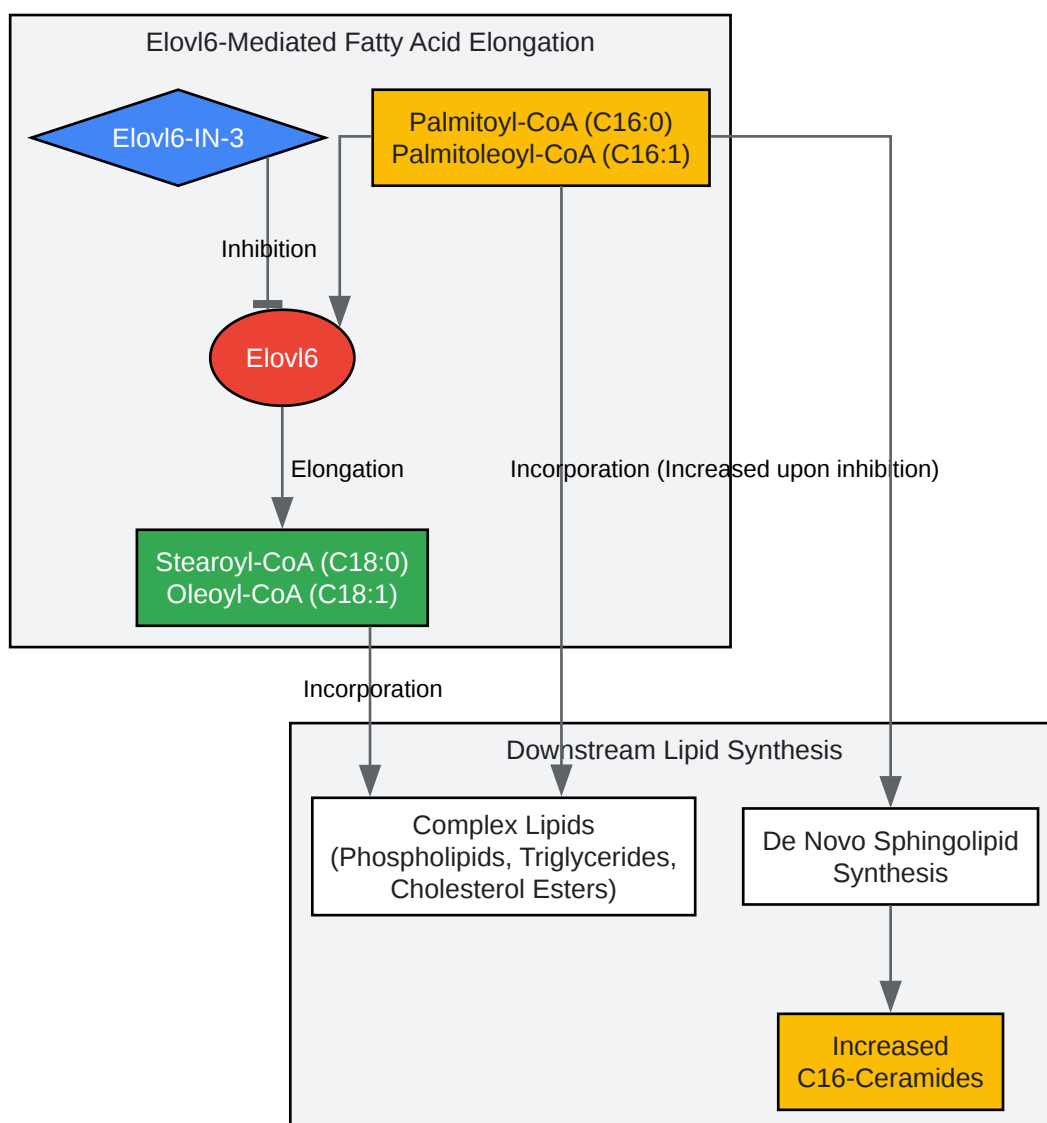 Elovl6-Mediated Fatty Acid Elongation
Elovl6-IN-3
Palmitoyl-CoA (C16:0)
Palmitoleoyl-CoA (C16:1)
Inhibition
Elovl6
Elongation
Incorporation (Increased upon inhibition)
Stearoyl-CoA (C18:0)
Oleoyl-CoA (C18:1)
Incorporation
Downstream Lipid Synthesis
Complex Lipids
(Phospholipids, Triglycerides,
Cholesterol Esters)
De Novo Sphingolipid
Synthesis
Increased
C16-Ceramides